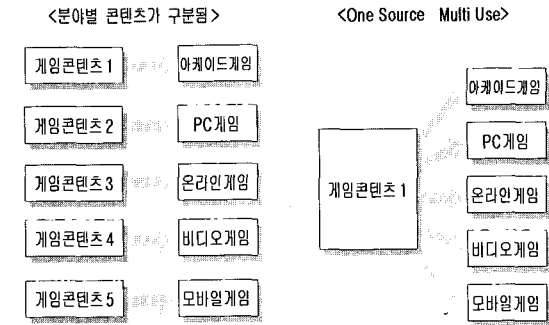 <분야별 콘텐츠가 구분됨>
게임콘텐츠 1
아케이드게임
게임콘텐츠 2
PC게임
게임콘텐츠 3
온라인게임
게임콘텐츠 4
비디오게임
게임콘텐츠 5
모바일게임
<One Source Multi Use>
게임콘텐츠 1
아케이드게임
PC게임
온라인게임
비디오게임
모바일게임